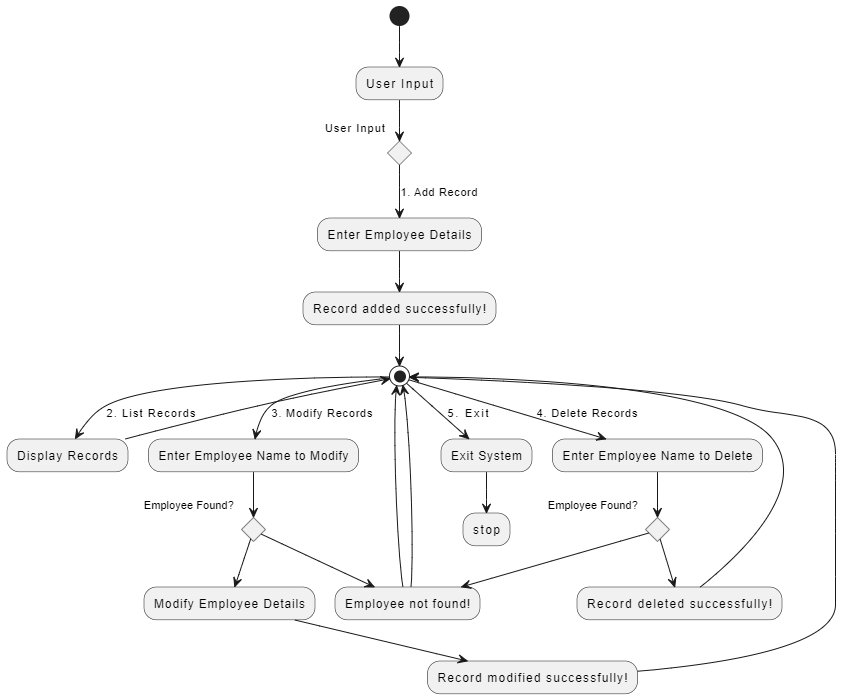 User Input
User Input
1. Add Record
Enter Employee Details
Record added successfully!
2. List Records
3. Modify Records
5. Exit
4. Delete Records
Display Records
Enter Employee Name to Modify
Exit System
Enter Employee Name to Delete
Employee Found?
Employee Found?
stop
Modify Employee Details
Employee not found!
Record deleted successfully!
Record modified successfully!